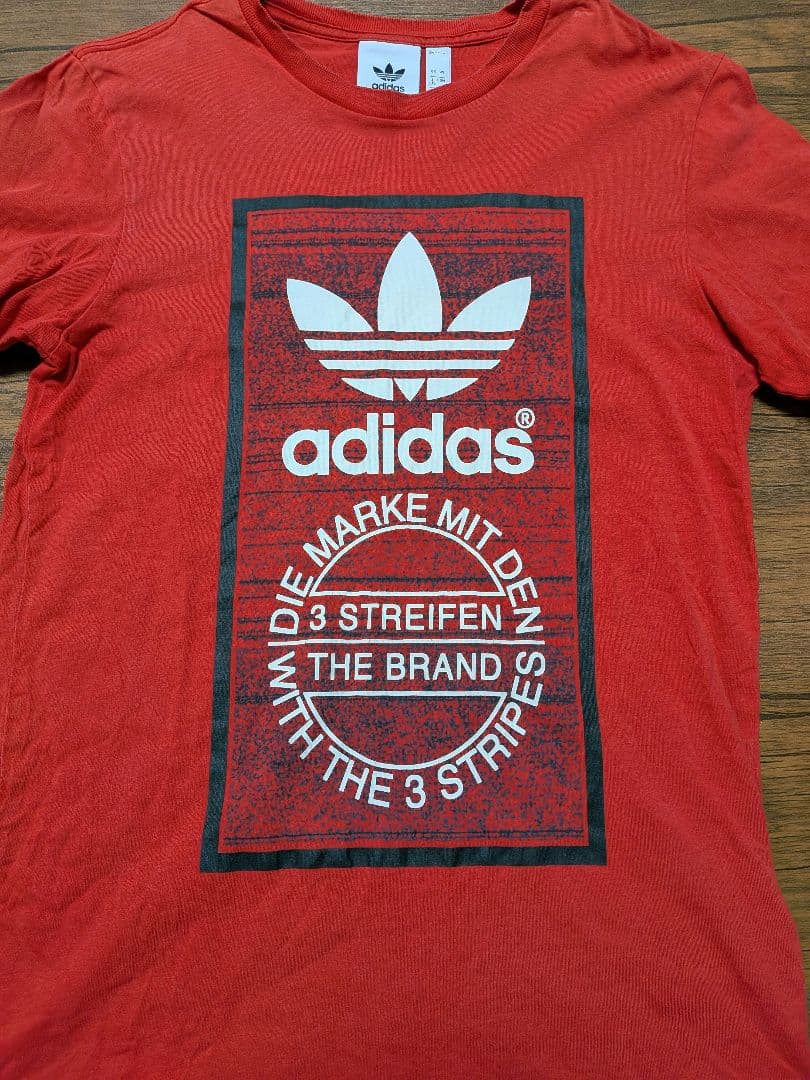 adidas
adidas®
DIE MARKE MIT DEN
3 STREIFEN
THE BRAND
WITH THE 3 STRIPES